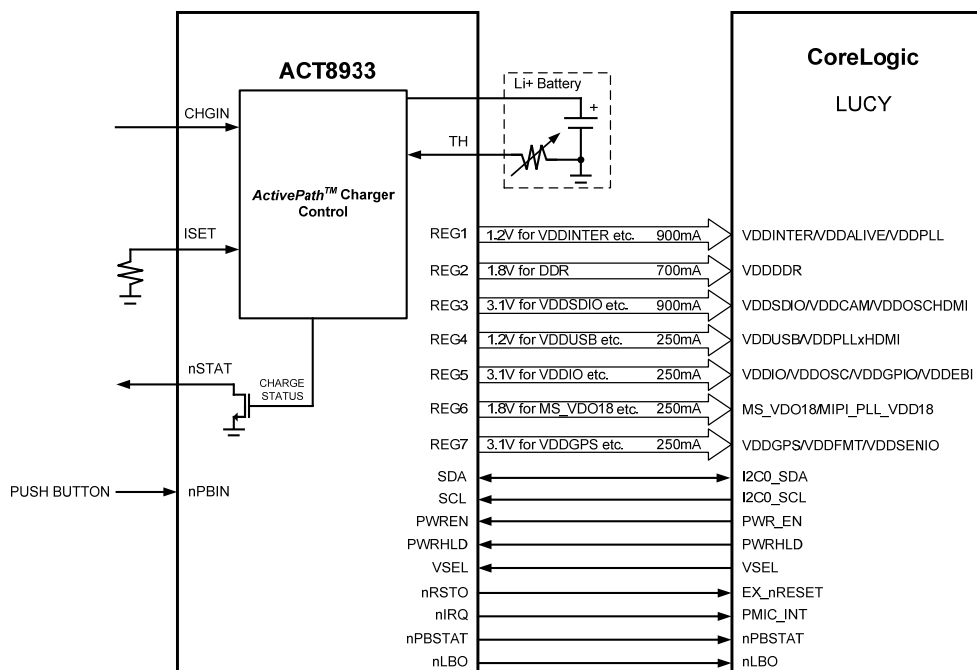 ACT8933
CoreLogic
LUCY
Li+ Battery
+
CHGIN
TH
ActivePath™ Charger
Control
ISET
REG1 1.2V for VDDINTER etc. 900mA VDDINTER/VDDALIVE/VDDPLL
REG2 1.8V for DDR 700mA VDDDDR
REG3 3.1V for VDDSDIO etc. 900mA VDDSDIO/VDDCAM/VDDOSCHDMI
REG4 1.2V for VDDUSB etc. 250mA VDDUSB/VDDPLLxHDMI
REG5 3.1V for VDDIO etc. 250mA VDDIO/VDDOSC/VDDGPIO/VDDEBI
REG6 1.8V for MS_VDO18 etc. 250mA MS_VDO18/MIPI_PLL_VDD18
REG7 3.1V for VDDGPS etc. 250mA VDDGPS/VDDFMT/VDDSENIO
nSTAT
CHARGE
STATUS
PUSH BUTTON nPBIN
SDA I2C0_SDA
SCL I2C0_SCL
PWREN PWR_EN
PWRHLD PWRHLD
VSEL VSEL
nRSTO EX_nRESET
nIRQ PMIC_INT
nPBSTAT nPBSTAT
nLBO nLBO